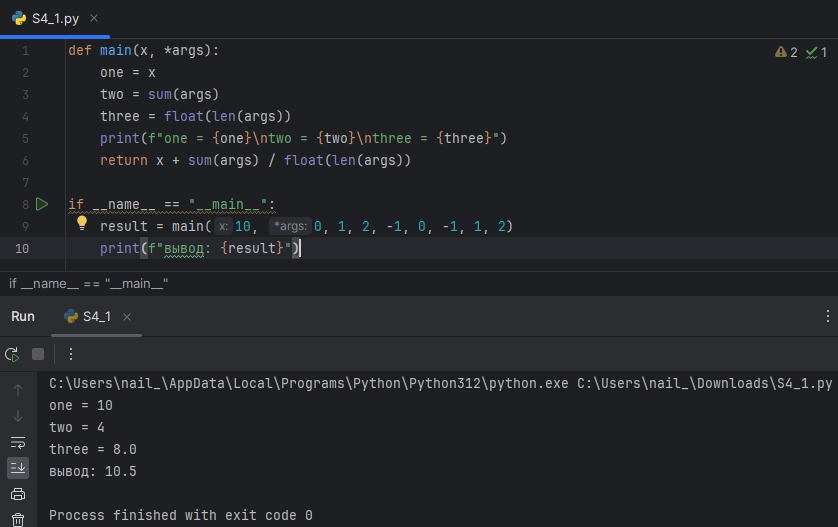 S4_1.py ×
1 def main(x, *args):
2     one = x
3     two = sum(args)
4     three = float(len(args))
5     print(f"one = {one}\ntwo = {two}\nthree = {three}")
6     return x + sum(args) / float(len(args))
7
8 if __name__ == "__main__":
9     result = main( x: 10, *args: 0, 1, 2, -1, 0, -1, 1, 2)
10     print(f"вывод: {result}")
2 1
if __name__ == "__main__"
Run S4_1 ×
C:\Users\nail_\AppData\Local\Programs\Python\Python312\python.exe C:\Users\nail_\Downloads\S4_1.py
one = 10
two = 4
three = 8.0
вывод: 10.5
Process finished with exit code 0